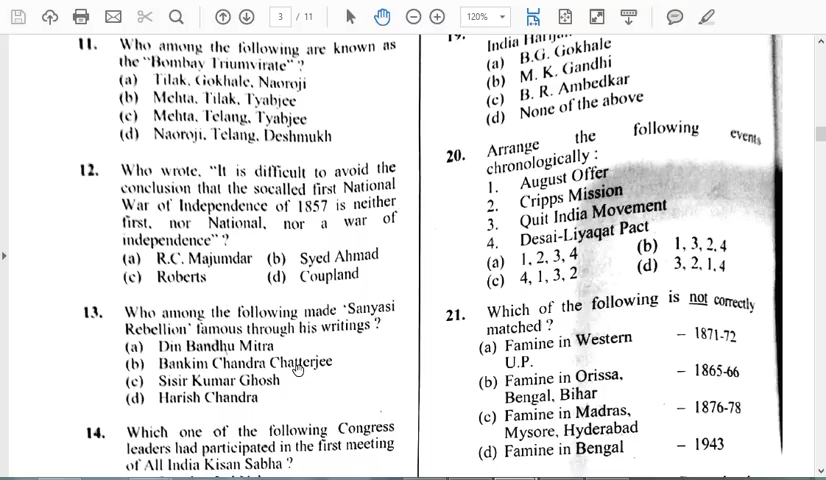 3 / 11
120%
11. Who among the following are known as
the "Bombay Triumvirate" ?
(a) Tilak, Gokhale, Naoroji
(b) Mehta, Tilak, Tyabjee
(c) Mehta, Telang, Tyabjee
(d) Naoroji, Telang, Deshmukh
12. Who wrote, "It is difficult to avoid the
conclusion that the socalled first National
War of Independence of 1857 is neither
first, nor National, nor a war of
independence" ?
(a) R.C. Majumdar (b) Syed Ahmad
(c) Roberts (d) Coupland
13. Who among the following made 'Sanyasi
Rebellion' famous through his writings ?
(a) Din Bandhu Mitra
(b) Bankim Chandra Chatterjee
(c) Sisir Kumar Ghosh
(d) Harish Chandra
14. Which one of the following Congress
leaders had participated in the first meeting
of All India Kisan Sabha ?
19. India
(a) B.G. Gokhale
(b) M. K. Gandhi
(c) B. R. Ambedkar
(d) None of the above
20. Arrange the following events
chronologically :
1. August Offer
2. Cripps Mission
3. Quit India Movement
4. Desai-Liyaqat Pact
(a) 1, 2, 3, 4 (b) 1, 3, 2, 4
(c) 4, 1, 3, 2 (d) 3, 2, 1, 4
21. Which of the following is not correctly
matched ?
(a) Famine in Western – 1871-72
U.P.
(b) Famine in Orissa, – 1865-66
Bengal, Bihar
(c) Famine in Madras, – 1876-78
Mysore, Hyderabad
(d) Famine in Bengal – 1943